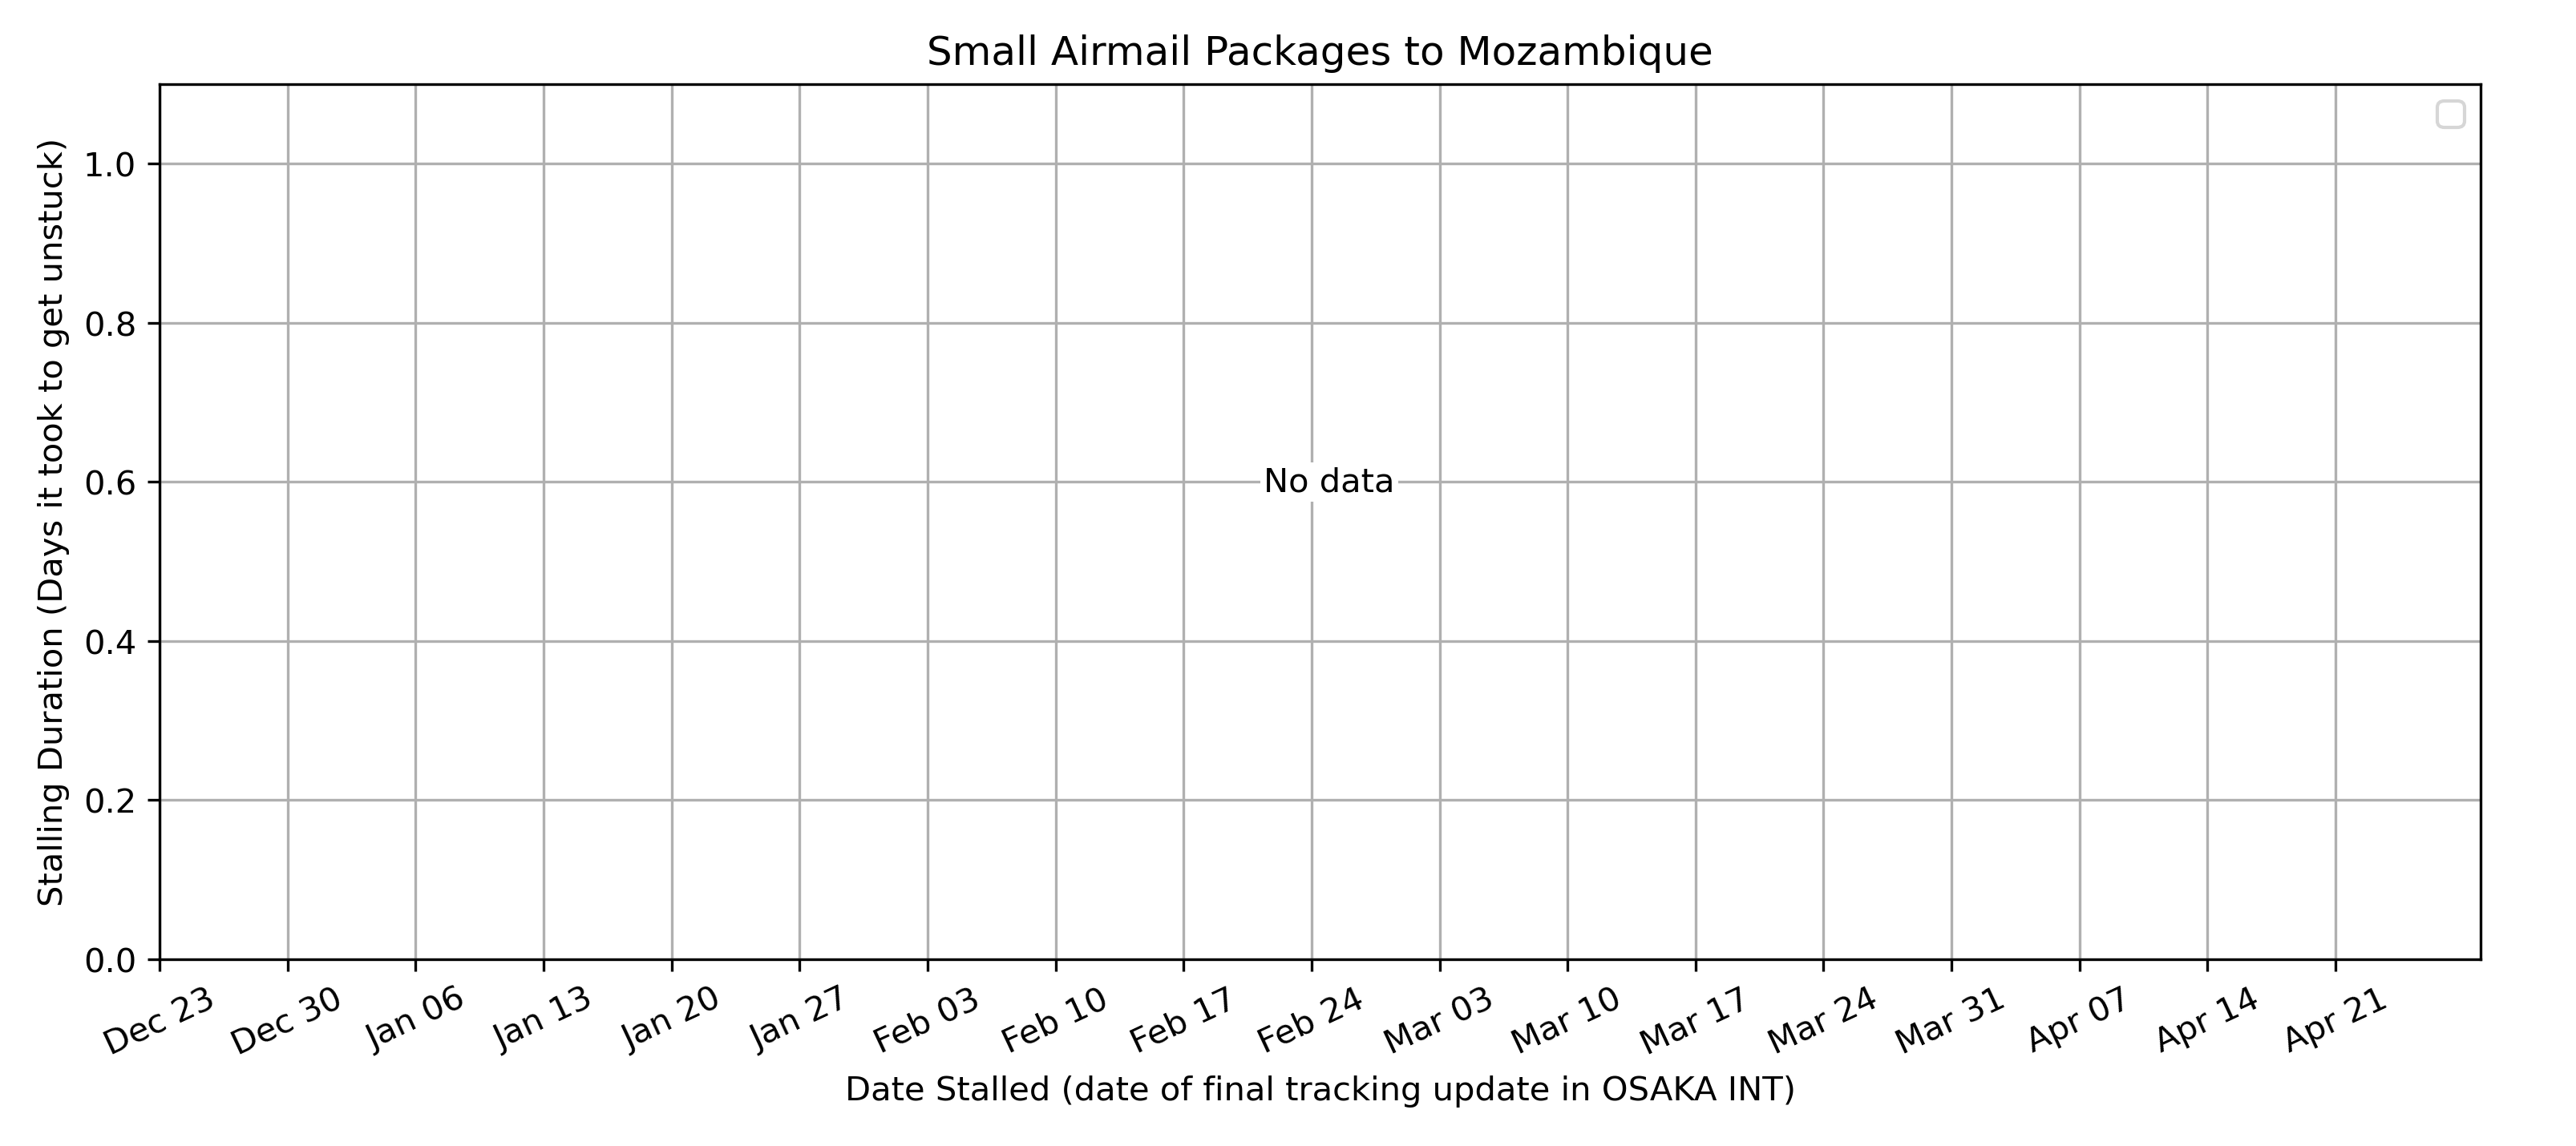 Small Airmail Packages to Mozambique
Stalling Duration (Days it took to get unstuck)
1.0
0.8
0.6
0.4
0.2
0.0
No data
Dec 23
Dec 30
Jan 06
Jan 13
Jan 20
Jan 27
Feb 03
Feb 10
Feb 17
Feb 24
Mar 03
Mar 10
Mar 17
Mar 24
Mar 31
Apr 07
Apr 14
Apr 21
Date Stalled (date of final tracking update in OSAKA INT)